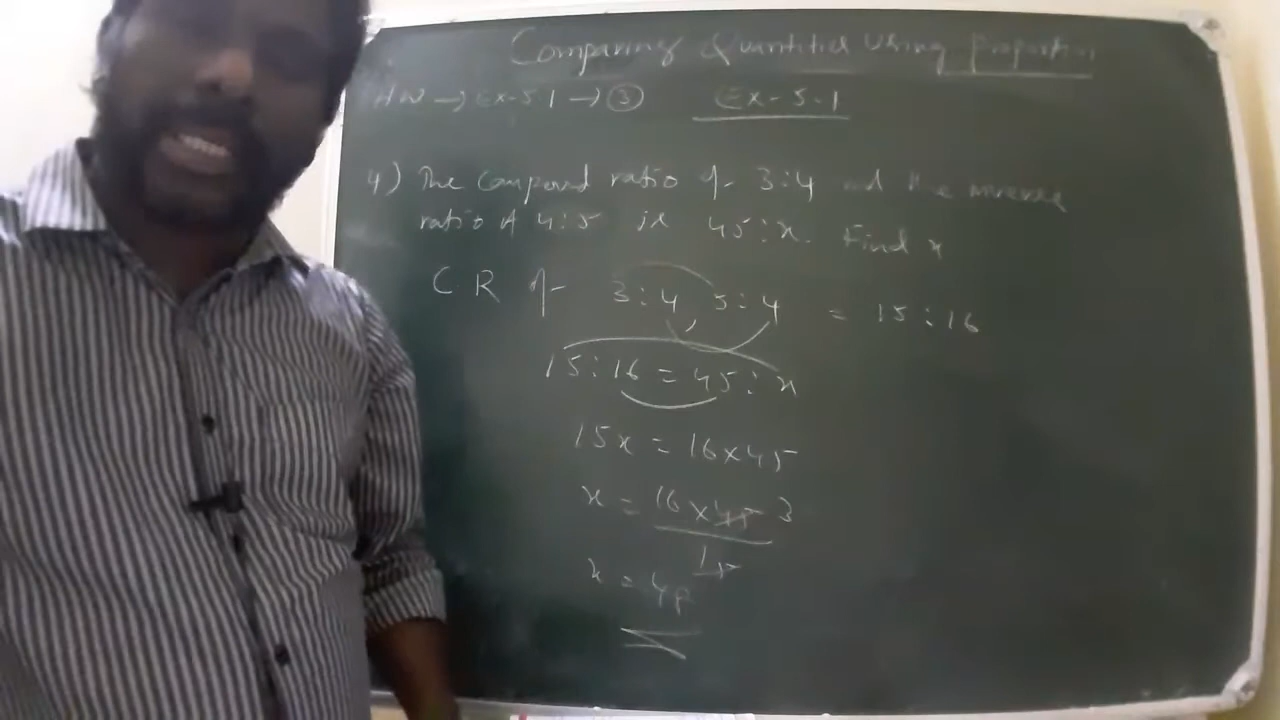 Comparing Quantities Using Proportion
HW → Ex-5.1 → 3 Ex-5.1
4) The Compound ratio of 3:4 and the inverse
ratio of 4:5 is 45:x. Find x
C.R of 3:4, 5:4 = 15:16
15:16 = 45:x
15x = 16×45
x = 16×45 3
15
x = 48